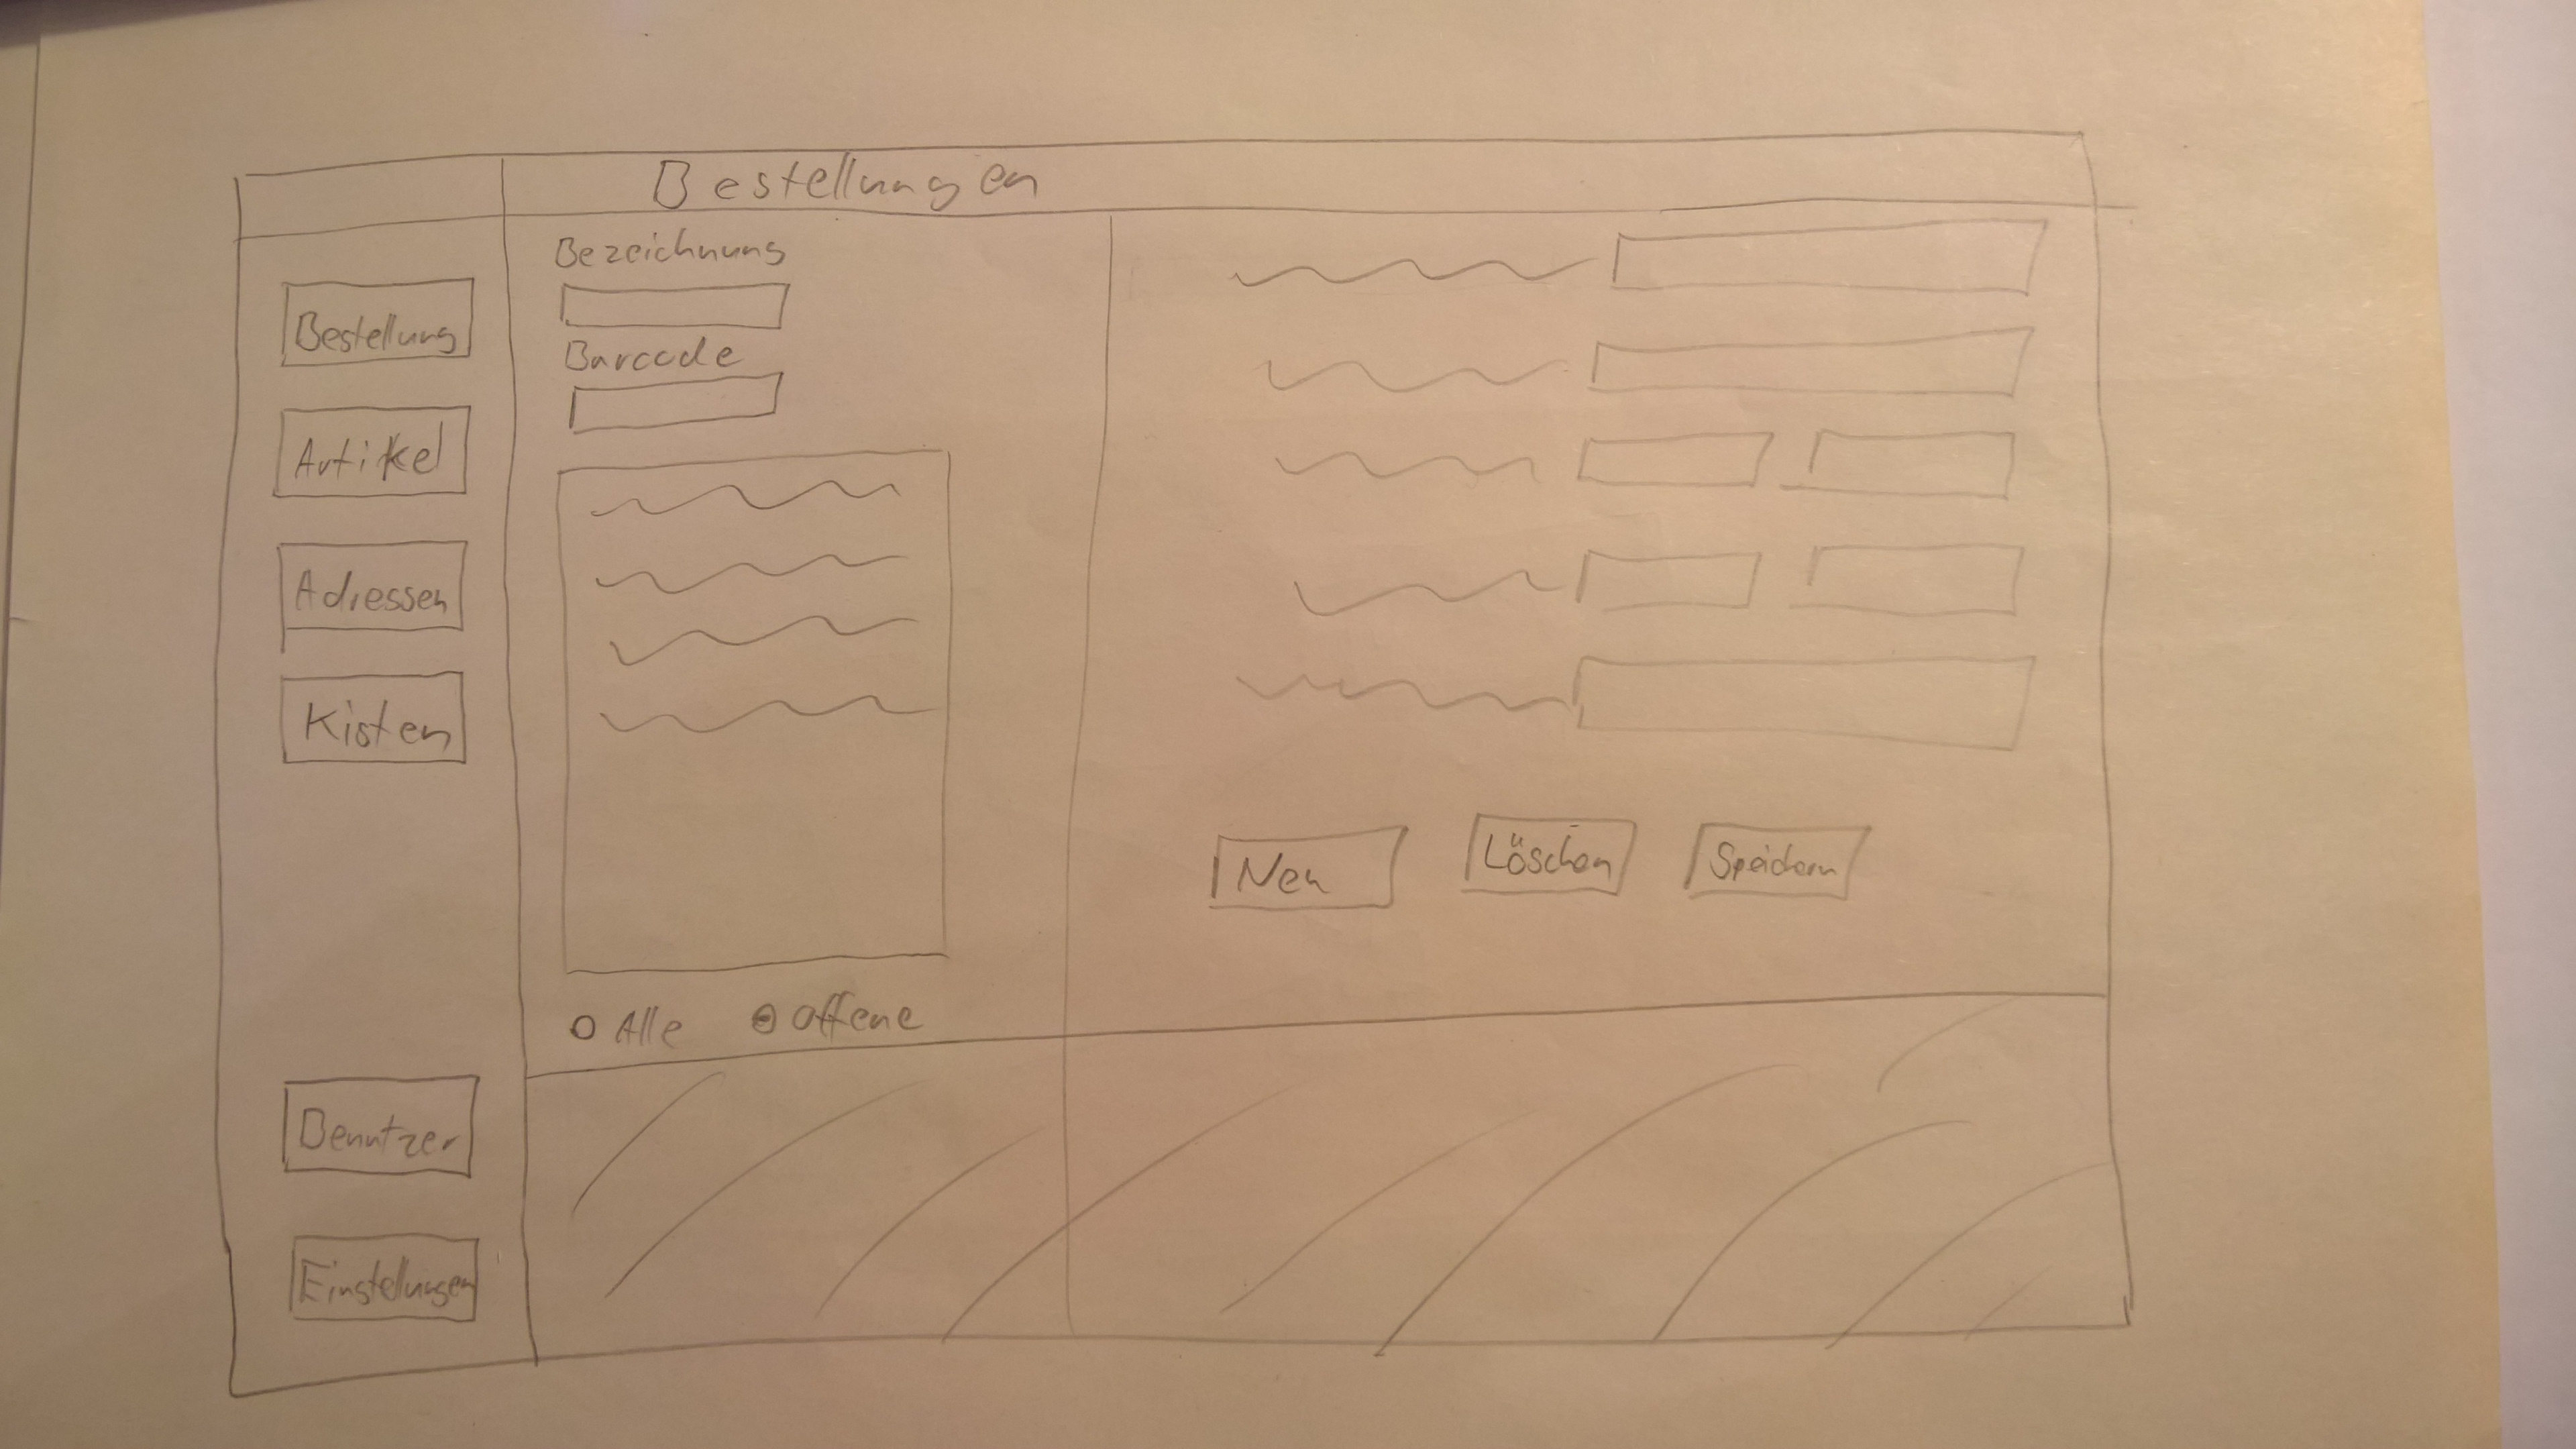 Bestellungen
Bestellung
Artikel
Adressen
Kisten
Benutzer
Einstellungen
Bezeichnung
Barcode
Alle
Offene
Neu
Löschen
Speichern